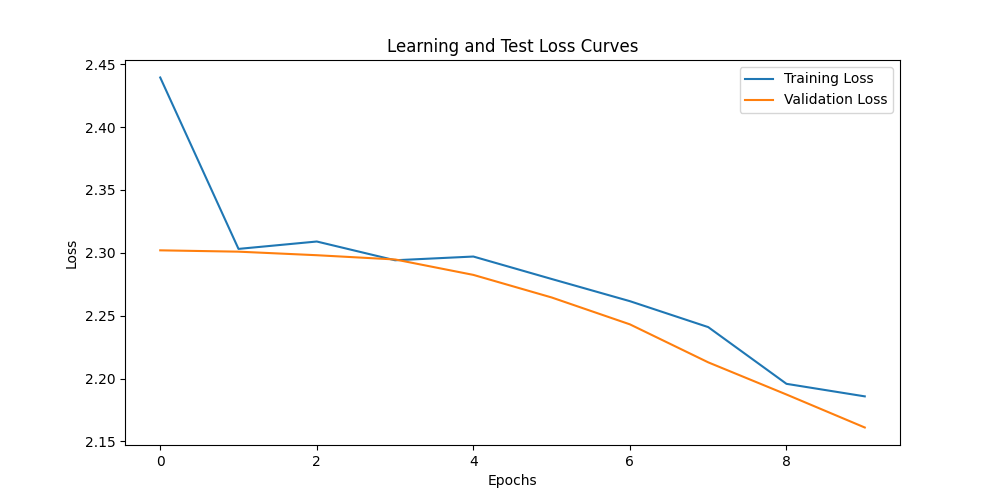 Learning and Test Loss Curves
Training Loss
Validation Loss
2.45
2.40
2.35
2.30
2.25
2.20
2.15
Loss
0
2
4
6
8
Epochs